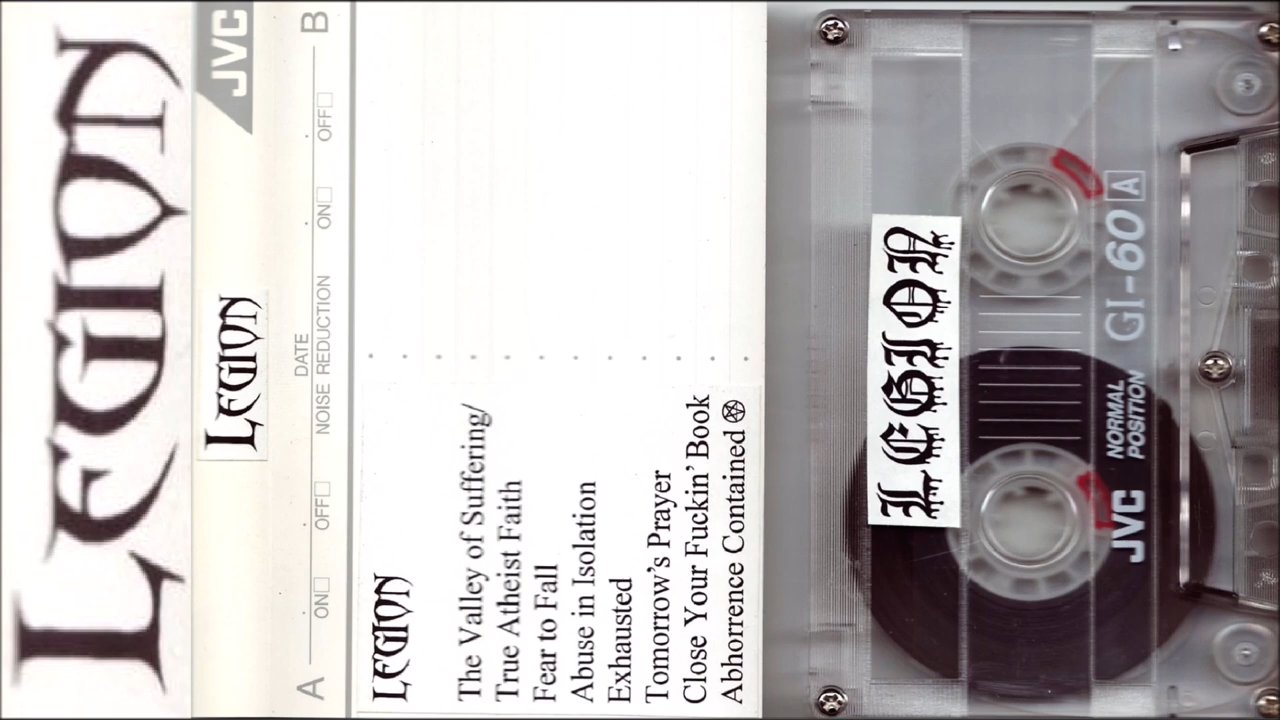 LEGION
JVC
LEGION
A
B
ON
OFF
DATE
NOISE REDUCTION
ON
OFF
LEGION
The Valley of Suffering/
True Atheist Faith
Fear to Fall
Abuse in Isolation
Exhausted
Tomorrow's Prayer
Close Your Fuckin' Book
Abhorrence Contained
LEGION
JVC
NORMAL
POSITION
GI-60
A